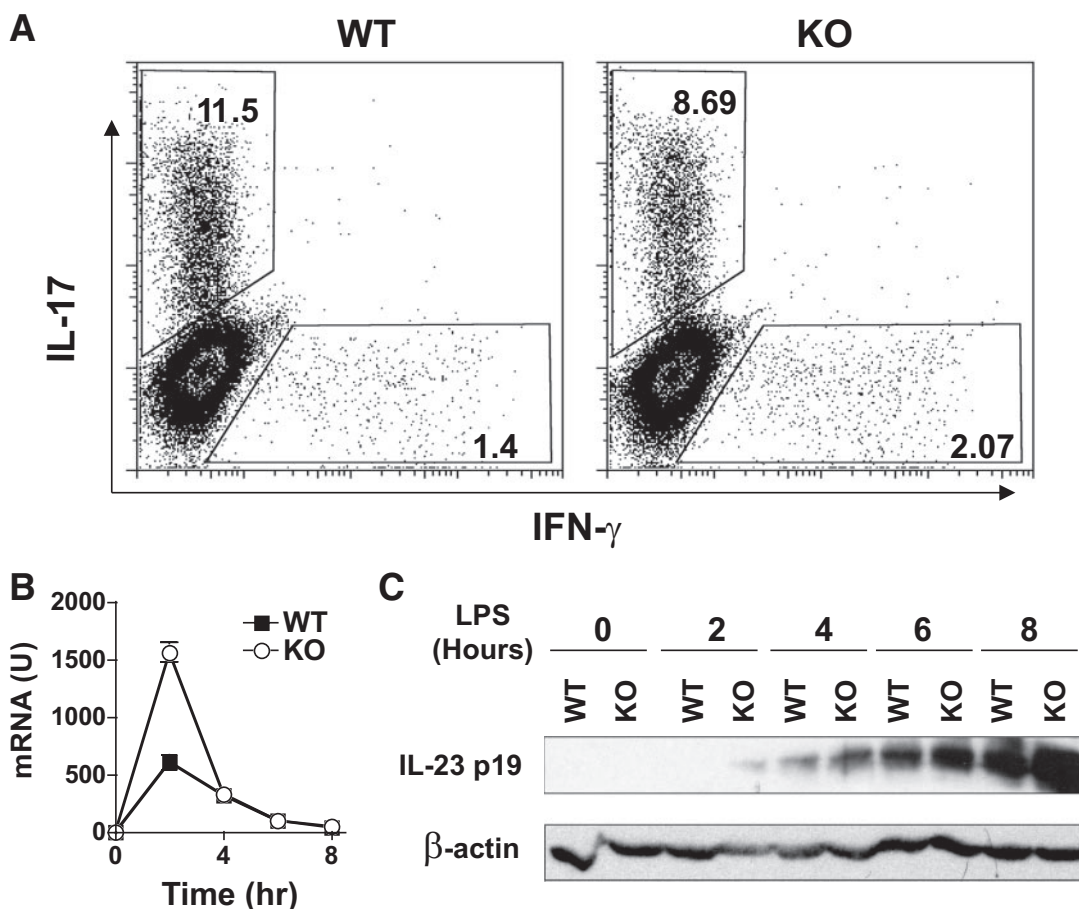 A
WT
KO
11.5
8.69
1.4
2.07
IL-17
IFN-γ
B
2000
1500
1000
500
0
mRNA (U)
WT
KO
0
4
8
Time (hr)
C
LPS
(Hours)
0
2
4
6
8
WT KO WT KO WT KO WT KO WT KO
IL-23 p19
β-actin